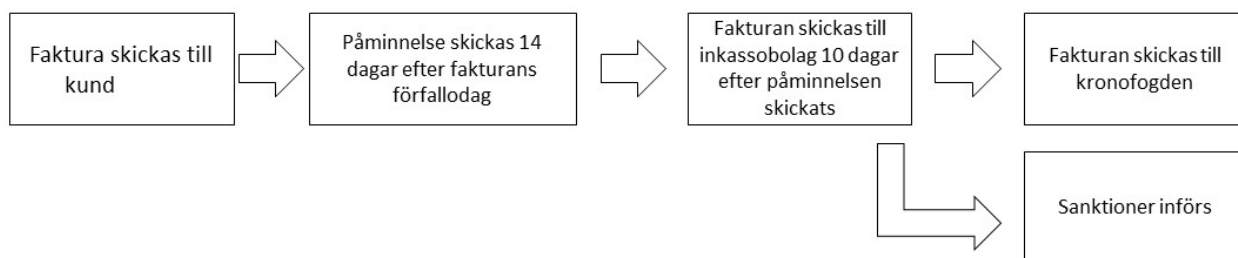 Faktura skickas till
kund
Påminnelse skickas 14
dagar efter fakturans
förfallodag
Fakturan skickas till
inkassobolag 10 dagar
efter påminnelsen
skickats
Fakturan skickas till
kronofogden
Sanktioner införs